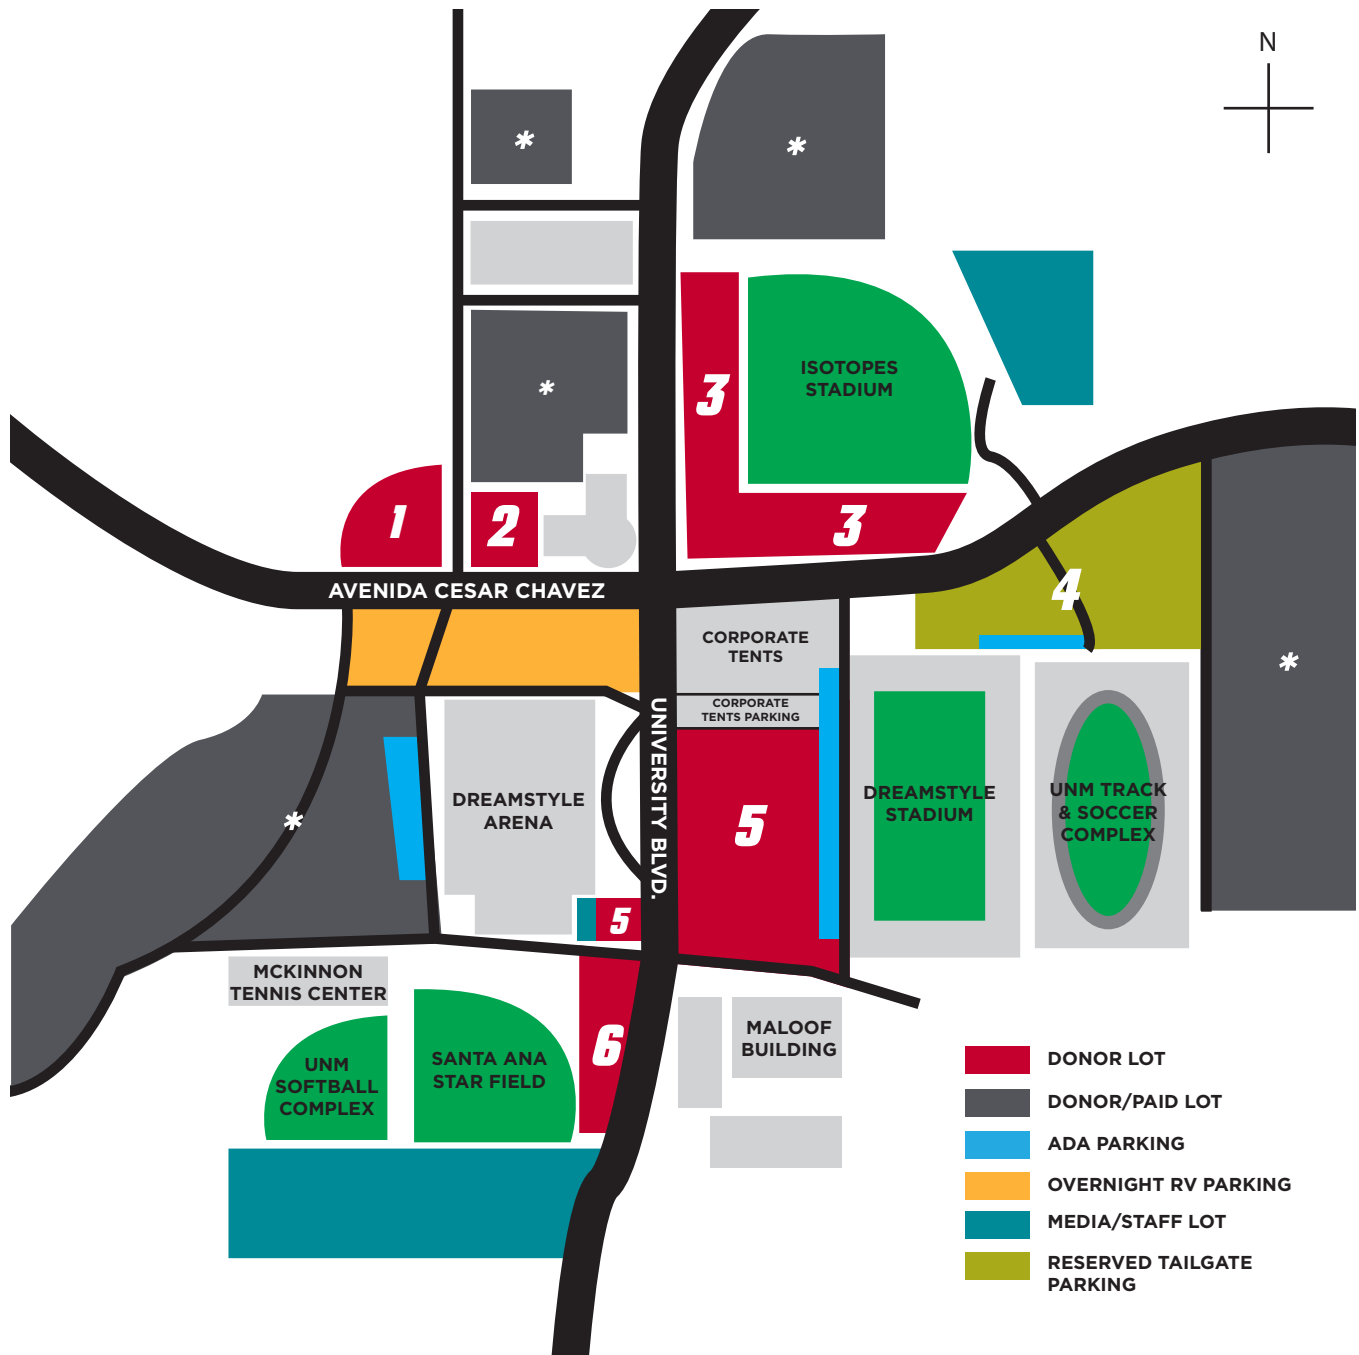 N
*
*
ISOTOPES
STADIUM
3
*
1
2
3
AVENIDA CESAR CHAVEZ
4
CORPORATE
TENTS
*
CORPORATE
TENTS PARKING
UNIVERSITY BLVD.
DREAMSTYLE
ARENA
*
5
DREAMSTYLE
STADIUM
UNM TRACK
& SOCCER
COMPLEX
5
MCKINNON
TENNIS CENTER
6
UNM
SOFTBALL
COMPLEX
SANTA ANA
STAR FIELD
MALOOF
BUILDING
DONOR LOT
DONOR/PAID LOT
ADA PARKING
OVERNIGHT RV PARKING
MEDIA/STAFF LOT
RESERVED TAILGATE
PARKING